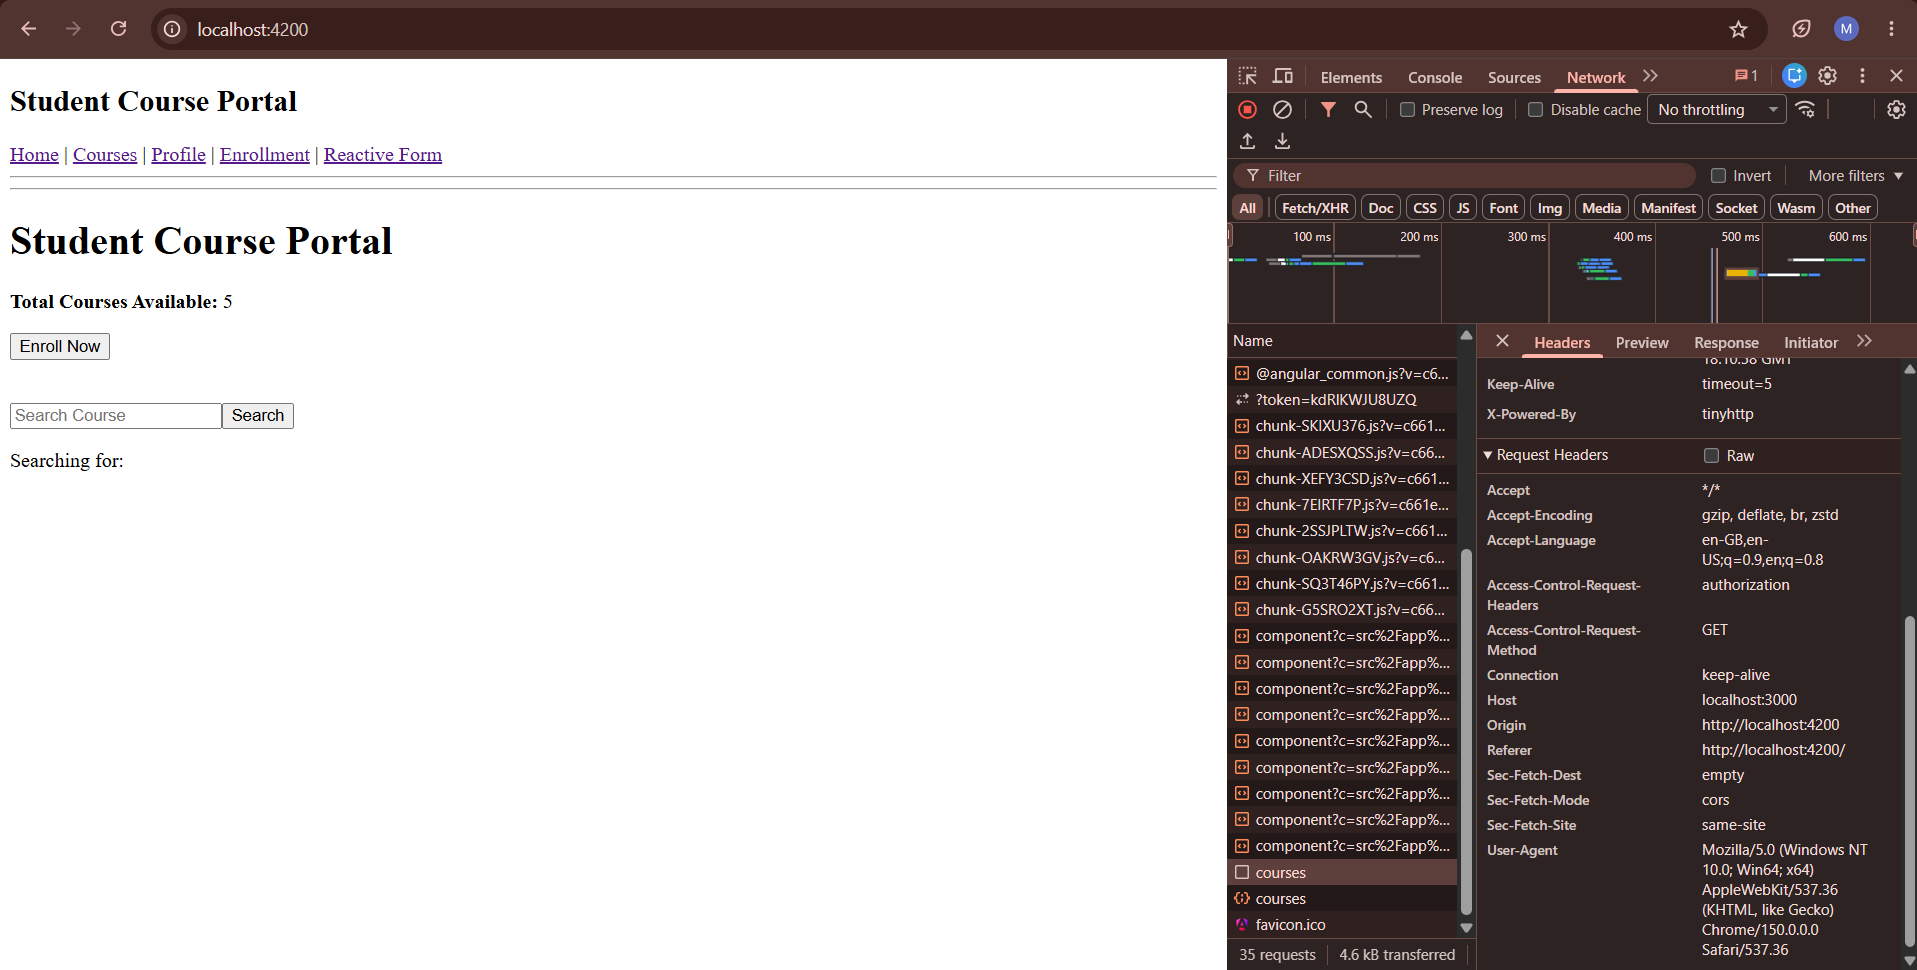 localhost:4200
M
Student Course Portal
Home | Courses | Profile | Enrollment | Reactive Form
Student Course Portal
Total Courses Available: 5
Enroll Now
Search Course Search
Searching for:
Elements Console Sources Network 1
Preserve log Disable cache No throttling
Filter Invert More filters
All Fetch/XHR Doc CSS JS Font Img Media Manifest Socket Wasm Other
100 ms 200 ms 300 ms 400 ms 500 ms 600 ms
Name
@angular_common.js?v=c6...
?token=kdRlKWJU8UZQ
chunk-SKIXU376.js?v=c661...
chunk-ADESXQSS.js?v=c66...
chunk-XEFY3CSD.js?v=c661...
chunk-7EIRTF7P.js?v=c661e...
chunk-2SSJPLTW.js?v=c661...
chunk-OAKRW3GV.js?v=c6...
chunk-SQ3T46PY.js?v=c661...
chunk-G5SRO2XT.js?v=c66...
component?c=src%2Fapp%...
component?c=src%2Fapp%...
component?c=src%2Fapp%...
component?c=src%2Fapp%...
component?c=src%2Fapp%...
component?c=src%2Fapp%...
component?c=src%2Fapp%...
component?c=src%2Fapp%...
component?c=src%2Fapp%...
courses
courses
favicon.ico
35 requests 4.6 kB transferred
Headers Preview Response Initiator
18:10:58 GMT
Keep-Alive timeout=5
X-Powered-By tinyhttp
Request Headers Raw
Accept */*
Accept-Encoding gzip, deflate, br, zstd
Accept-Language en-GB,en-
US;q=0.9,en;q=0.8
Access-Control-Request- authorization
Headers
Access-Control-Request- GET
Method
Connection keep-alive
Host localhost:3000
Origin http://localhost:4200
Referer http://localhost:4200/
Sec-Fetch-Dest empty
Sec-Fetch-Mode cors
Sec-Fetch-Site same-site
User-Agent Mozilla/5.0 (Windows NT
10.0; Win64; x64)
AppleWebKit/537.36
(KHTML, like Gecko)
Chrome/150.0.0.0
Safari/537.36